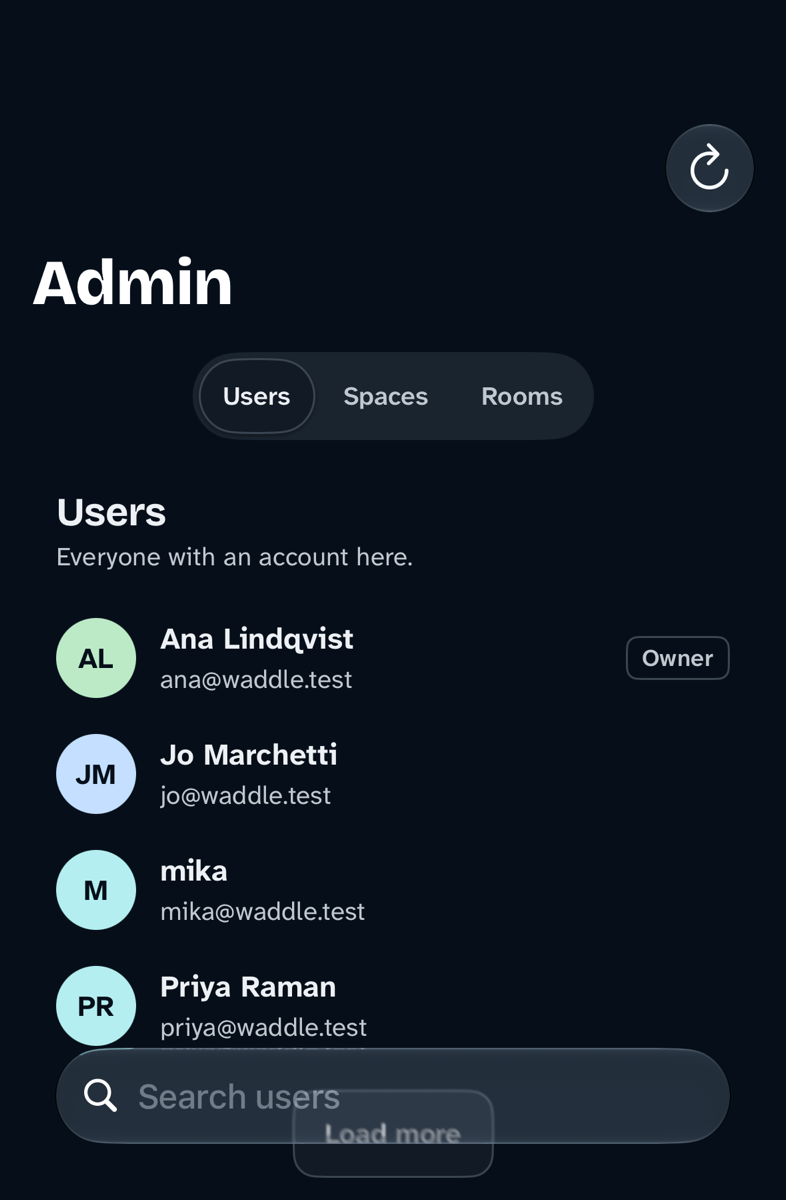 Admin
Users Spaces Rooms
Users
Everyone with an account here.
AL
Ana Lindqvist
ana@waddle.test
Owner
JM
Jo Marchetti
jo@waddle.test
M
mika
mika@waddle.test
PR
Priya Raman
priya@waddle.test
Search users
Load more